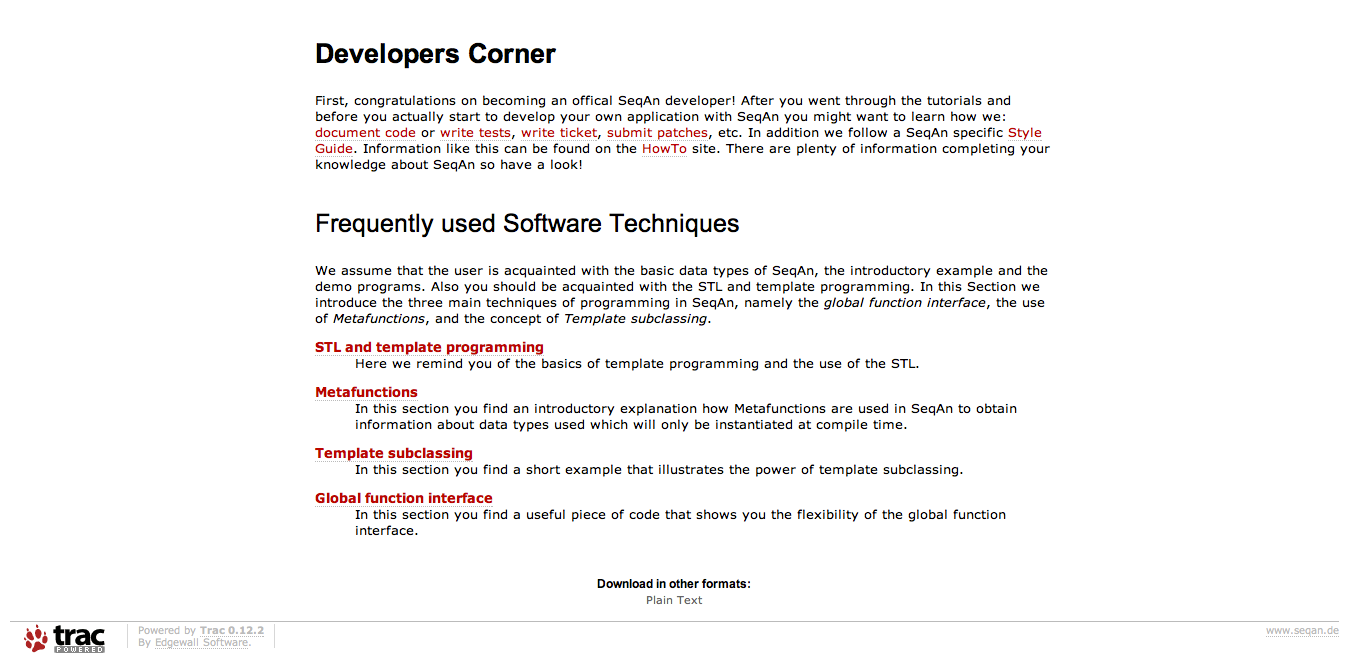 Developers Corner
First, congratulations on becoming an offical SeqAn developer! After you went through the tutorials and
before you actually start to develop your own application with SeqAn you might want to learn how we:
document code or write tests, write ticket, submit patches, etc. In addition we follow a SeqAn specific Style
Guide. Information like this can be found on the HowTo site. There are plenty of information completing your
knowledge about SeqAn so have a look!
Frequently used Software Techniques
We assume that the user is acquainted with the basic data types of SeqAn, the introductory example and the
demo programs. Also you should be acquainted with the STL and template programming. In this Section we
introduce the three main techniques of programming in SeqAn, namely the global function interface, the use
of Metafunctions, and the concept of Template subclassing.
STL and template programming
Here we remind you of the basics of template programming and the use of the STL.
Metafunctions
In this section you find an introductory explanation how Metafunctions are used in SeqAn to obtain
information about data types used which will only be instantiated at compile time.
Template subclassing
In this section you find a short example that illustrates the power of template subclassing.
Global function interface
In this section you find a useful piece of code that shows you the flexibility of the global function
interface.
Download in other formats:
Plain Text
trac
POWERED
Powered by Trac 0.12.2
By Edgewall Software.
www.seqan.de